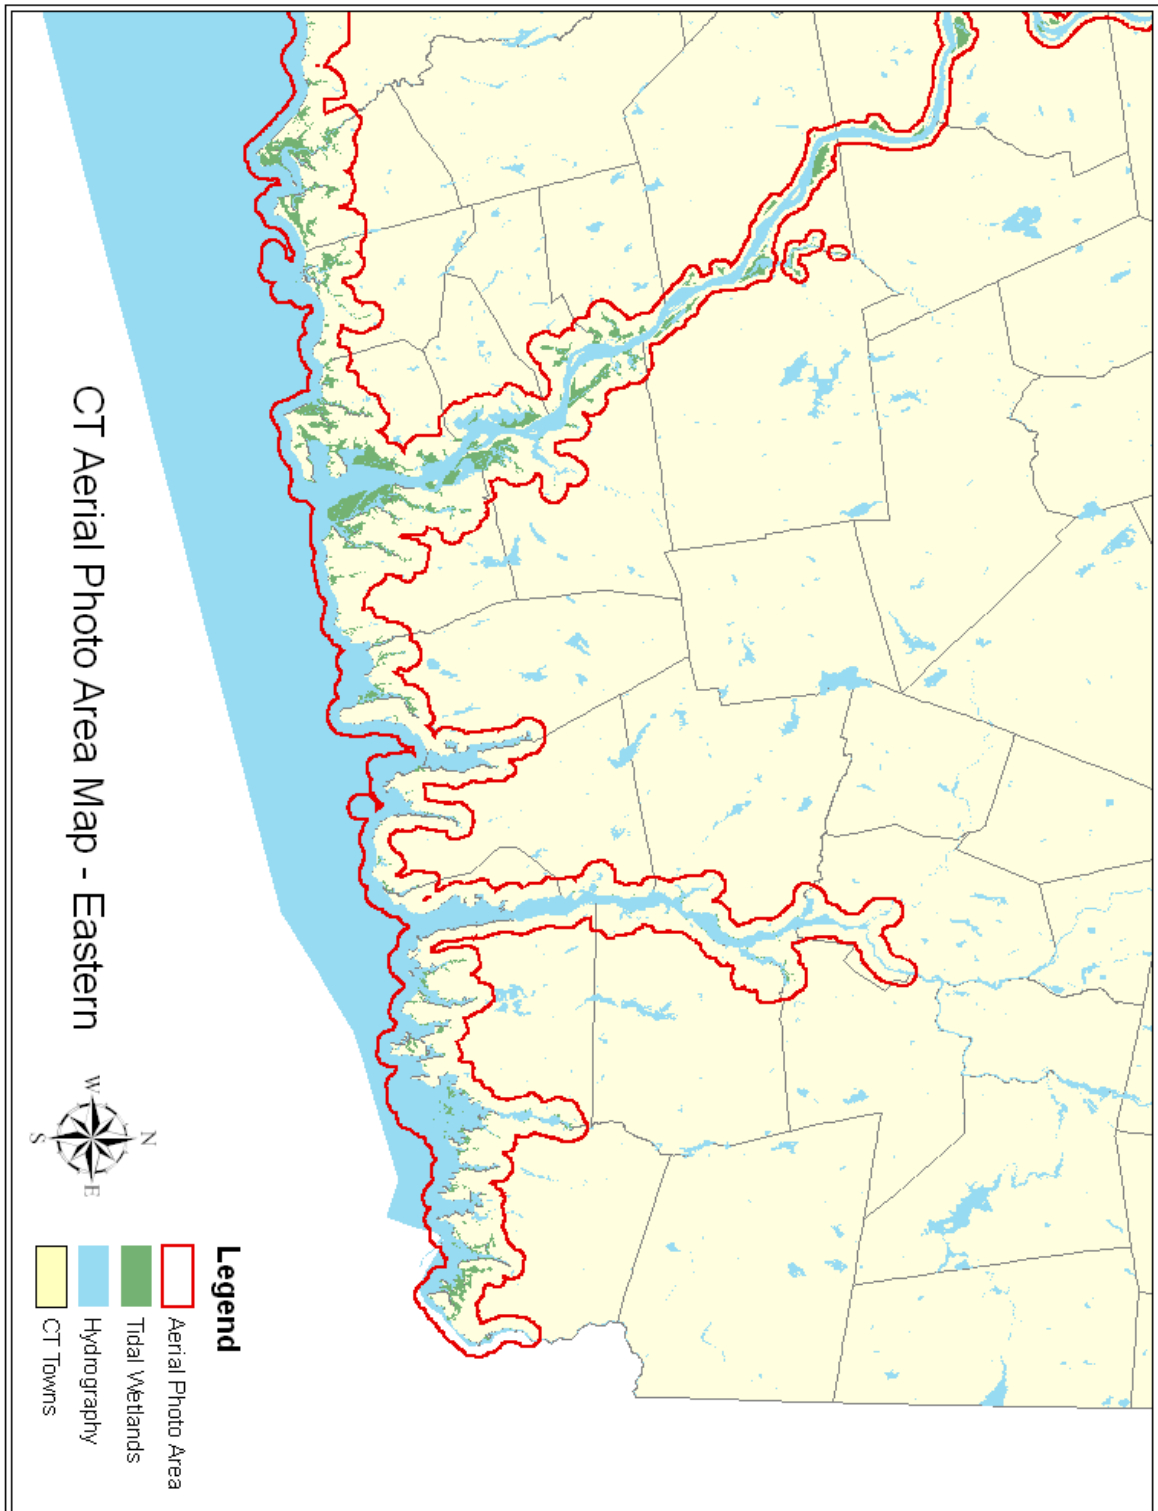 CT Aerial Photo Area Map - Eastern
N
W
E
S
Legend
Aerial Photo Area
Tidal Wetlands
Hydrography
CT Towns